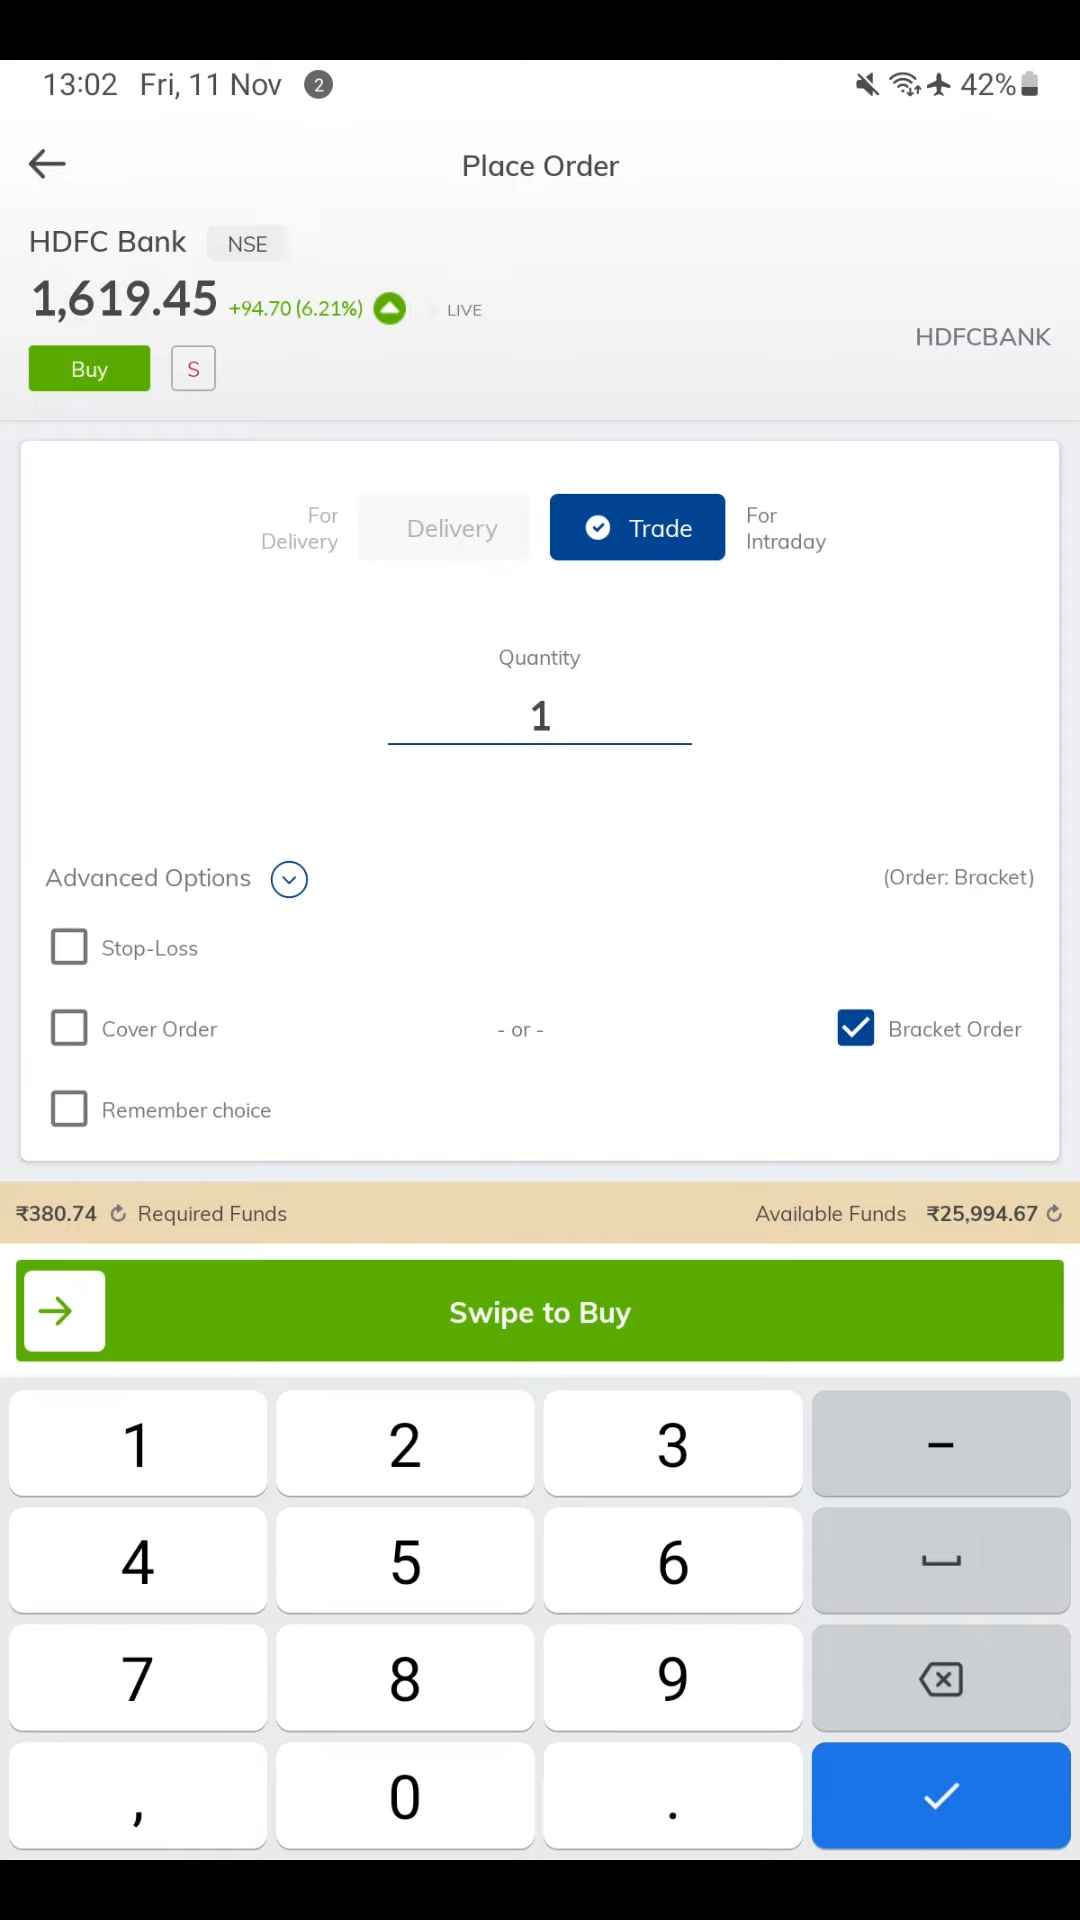 13:02 Fri, 11 Nov 2 42%
Place Order
HDFC Bank NSE
1,619.45 +94.70 (6.21%) LIVE
HDFCBANK
Buy S
For
Delivery
Delivery
Trade
For
Intraday
Quantity
1
Advanced Options (Order: Bracket)
Stop-Loss
Cover Order - or - Bracket Order
Remember choice
₹380.74 Required Funds Available Funds ₹25,994.67
Swipe to Buy
1 2 3 –
4 5 6
7 8 9
, 0 .